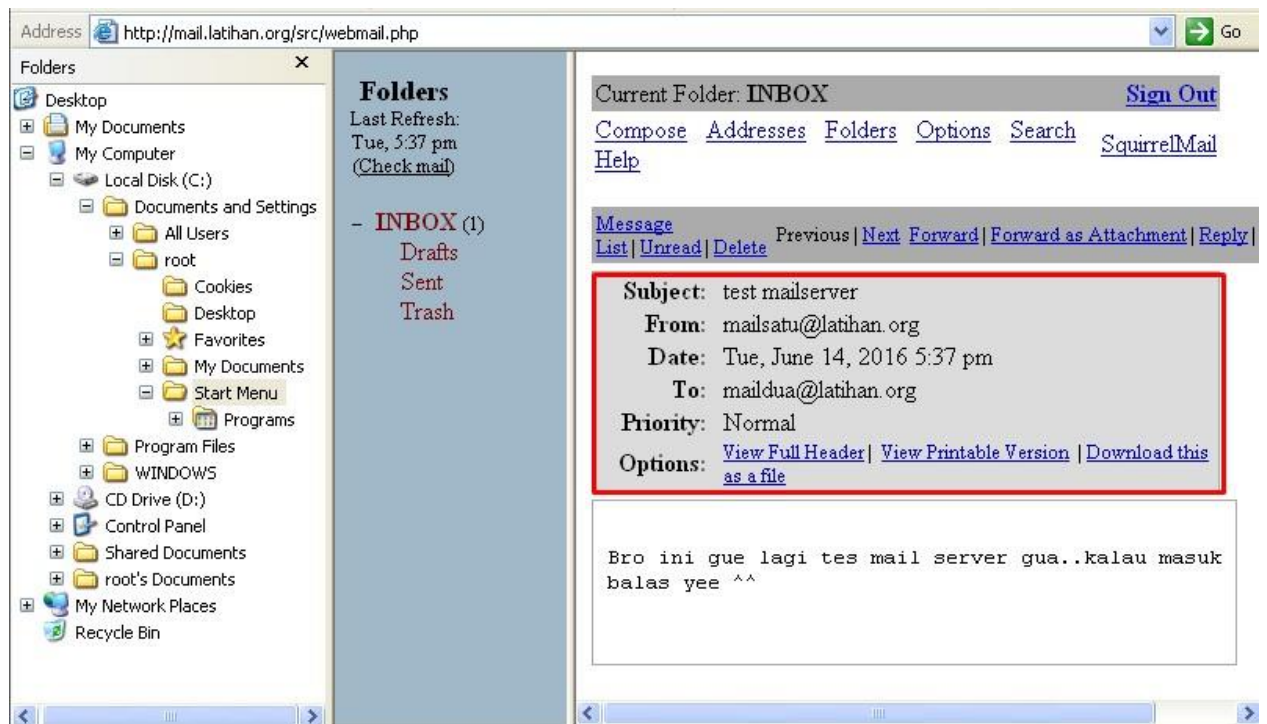 Address http://mail.latihan.org/src/webmail.php Go
Folders x
Desktop
My Documents
My Computer
Local Disk (C:)
Documents and Settings
All Users
root
Cookies
Desktop
Favorites
My Documents
Start Menu
Programs
Program Files
WINDOWS
CD Drive (D:)
Control Panel
Shared Documents
root's Documents
My Network Places
Recycle Bin
Folders
Last Refresh:
Tue, 5:37 pm
(Check mail)
– INBOX (1)
Drafts
Sent
Trash
Current Folder: INBOX Sign Out
Compose Addresses Folders Options Search
Help
SquirrelMail
Message
List | Unread | Delete
Previous | Next Forward | Forward as Attachment | Reply |
Subject: test mailserver
From: mailsatu@latihan.org
Date: Tue, June 14, 2016 5:37 pm
To: maildua@latihan.org
Priority: Normal
Options: View Full Header | View Printable Version | Download this
as a file
Bro ini gue lagi tes mail server gua..kalau masuk
balas yee ^^